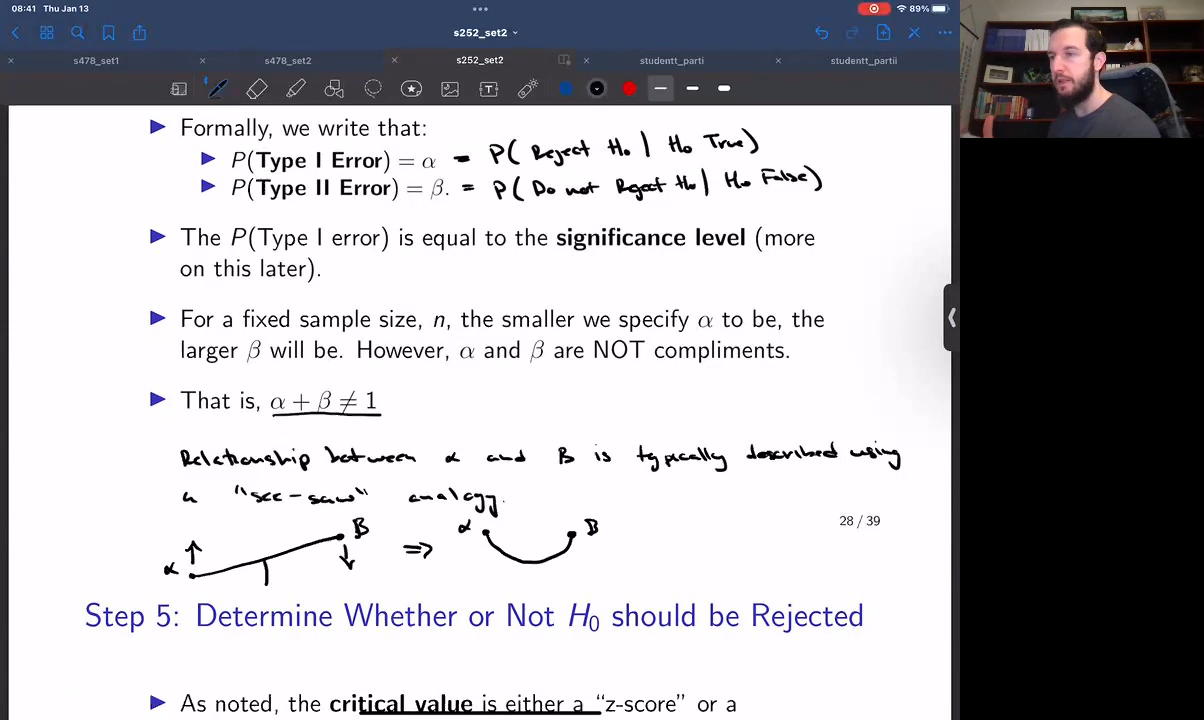 08:41 Thu Jan 13
89%
s252_set2
s478_set1
s478_set2
s252_set2
studentt_parti
studentt_partii
Formally, we write that:
P(Type I Error) = α = P( Reject H₀ | H₀ True)
P(Type II Error) = β. = P( Do not Reject H₀ | H₀ False)
The P(Type I error) is equal to the significance level (more
on this later).
For a fixed sample size, n, the smaller we specify α to be, the
larger β will be. However, α and β are NOT compliments.
That is, α + β ≠ 1
Relationship between α and β is typically described using
a "see-saw" analogy.
α β ⇒ α β
28 / 39
Step 5: Determine Whether or Not H₀ should be Rejected
As noted, the critical value is either a "z-score" or a